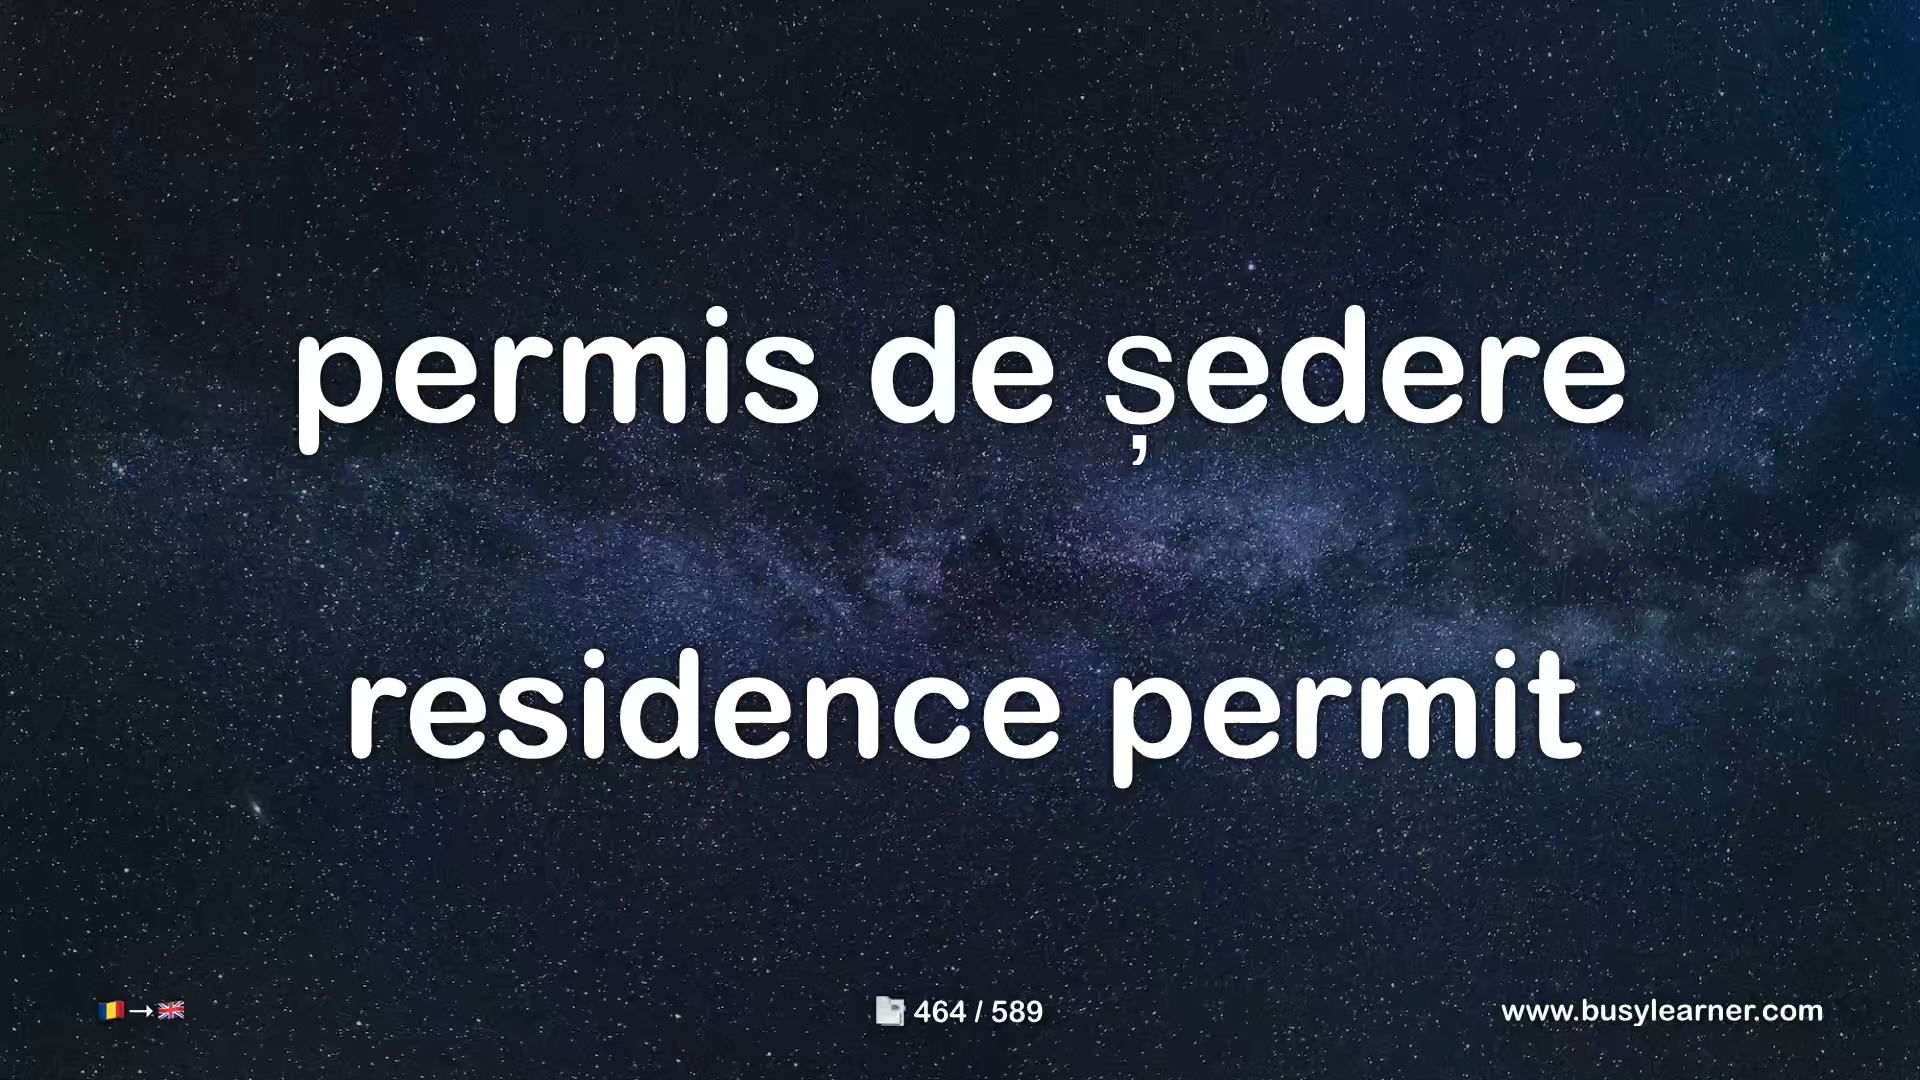 permis de ședere
residence permit
🇷🇴→🇬🇧
464 / 589
www.busylearner.com